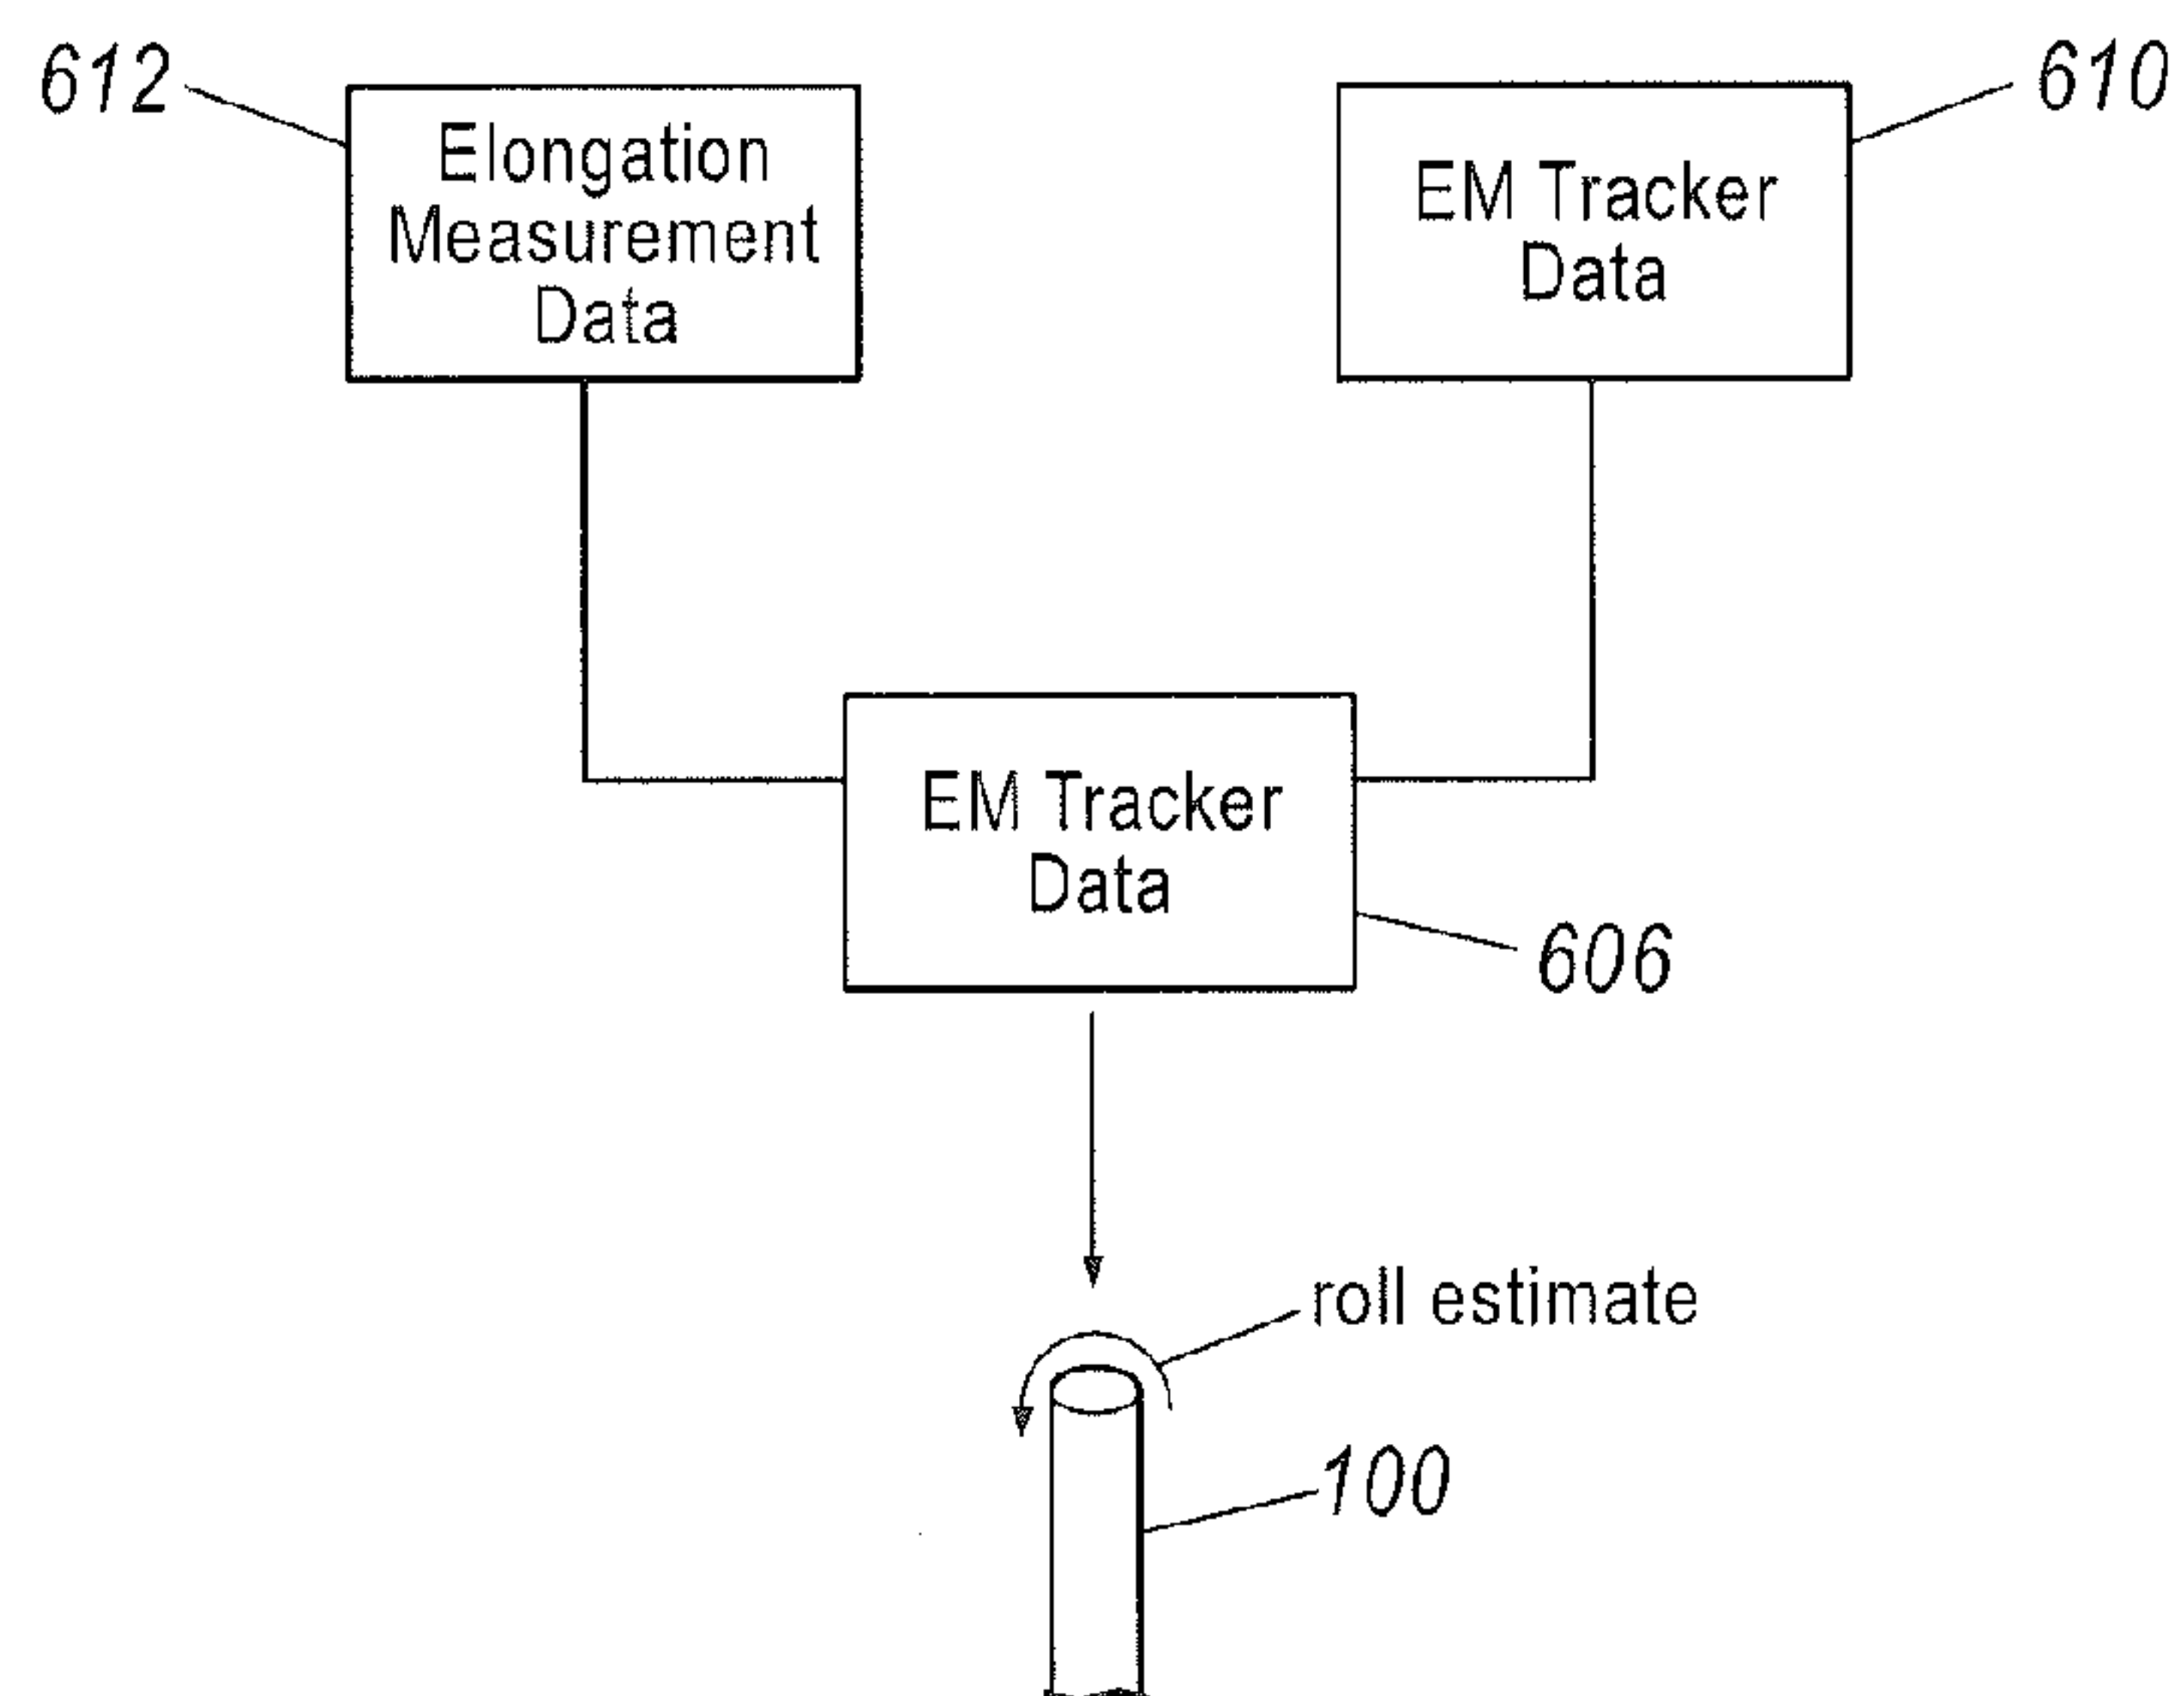 612
Elongation
Measurement
Data
EM Tracker
Data
610
EM Tracker
Data
606
roll estimate
100